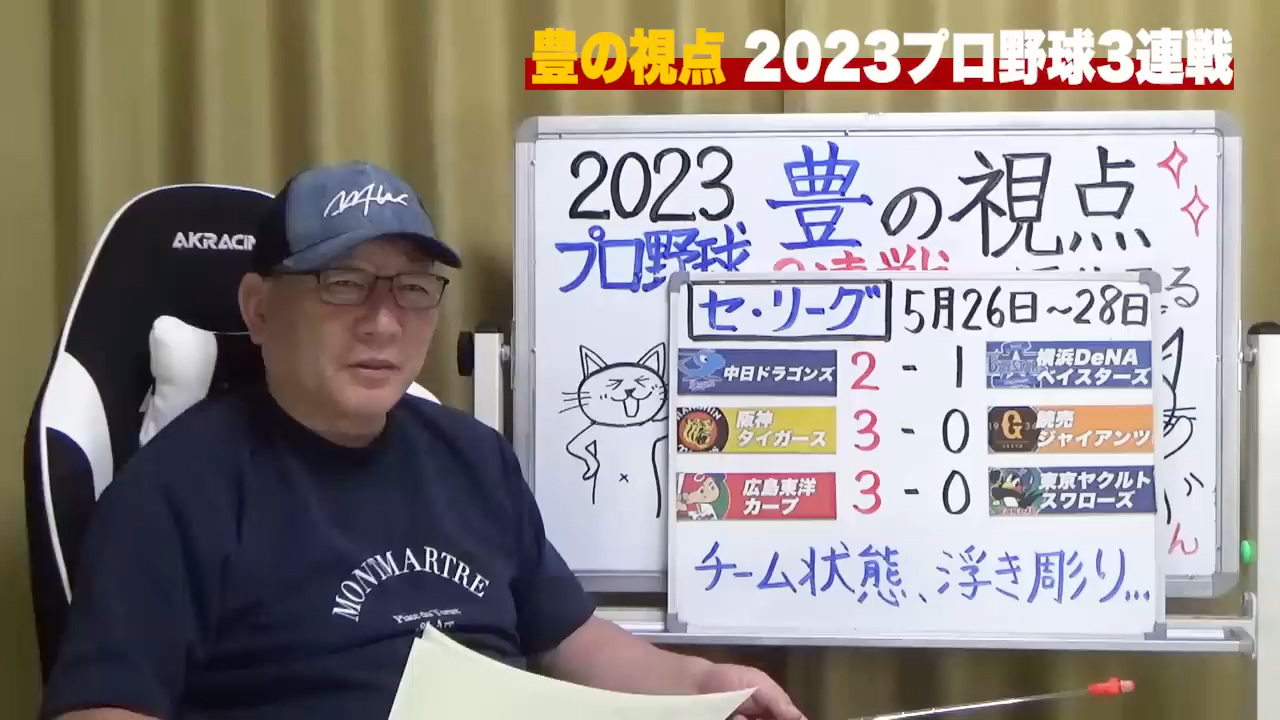 豊の視点 2023プロ野球3連戦
2023 豊の視点
プロ野球
る
AKRACIN
セ・リーグ 5月26日~28日
中日ドラゴンズ 2 - 1 横浜DeNA ベイスターズ
阪神 タイガース 3 - 0 読売 ジャイアンツ
広島東洋 カープ 3 - 0 東京ヤクルト スワローズ
チーム状態、浮き彫り...
ん
MONTMARTRE